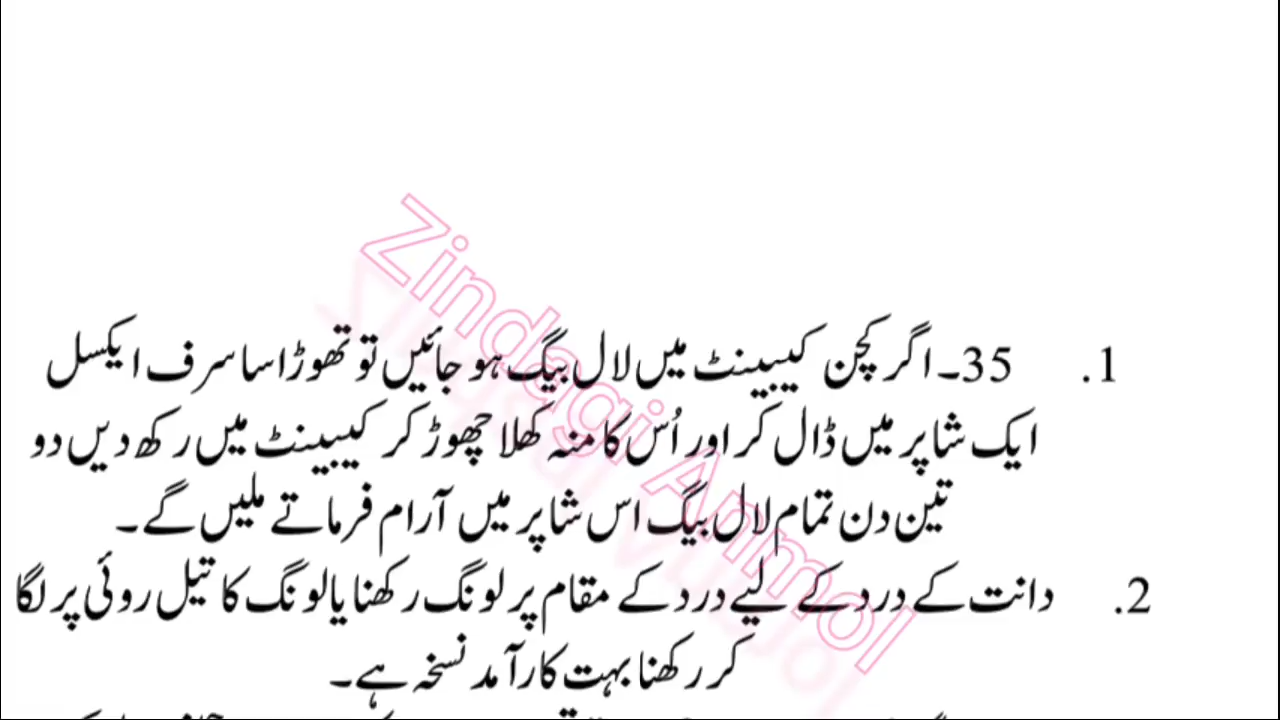 1. 35۔اگر کچن کیبینٹ میں لال بیگ ہو جائیں تو تھوڑا سا سرف ایکسل
ایک شاپر میں ڈال کر اور اُس کا منہ کھلا چھوڑ کر کیبینٹ میں رکھ دیں دو
تین دن تمام لال بیگ اس شاپر میں آرام فرماتے ملیں گے۔
2. دانت کے درد کے لیے درد کے مقام پر لونگ رکھنا یا لونگ کا تیل روئی پر لگا
کر رکھنا بہت کارآمد نسخہ ہے۔
Zindagi Anmol